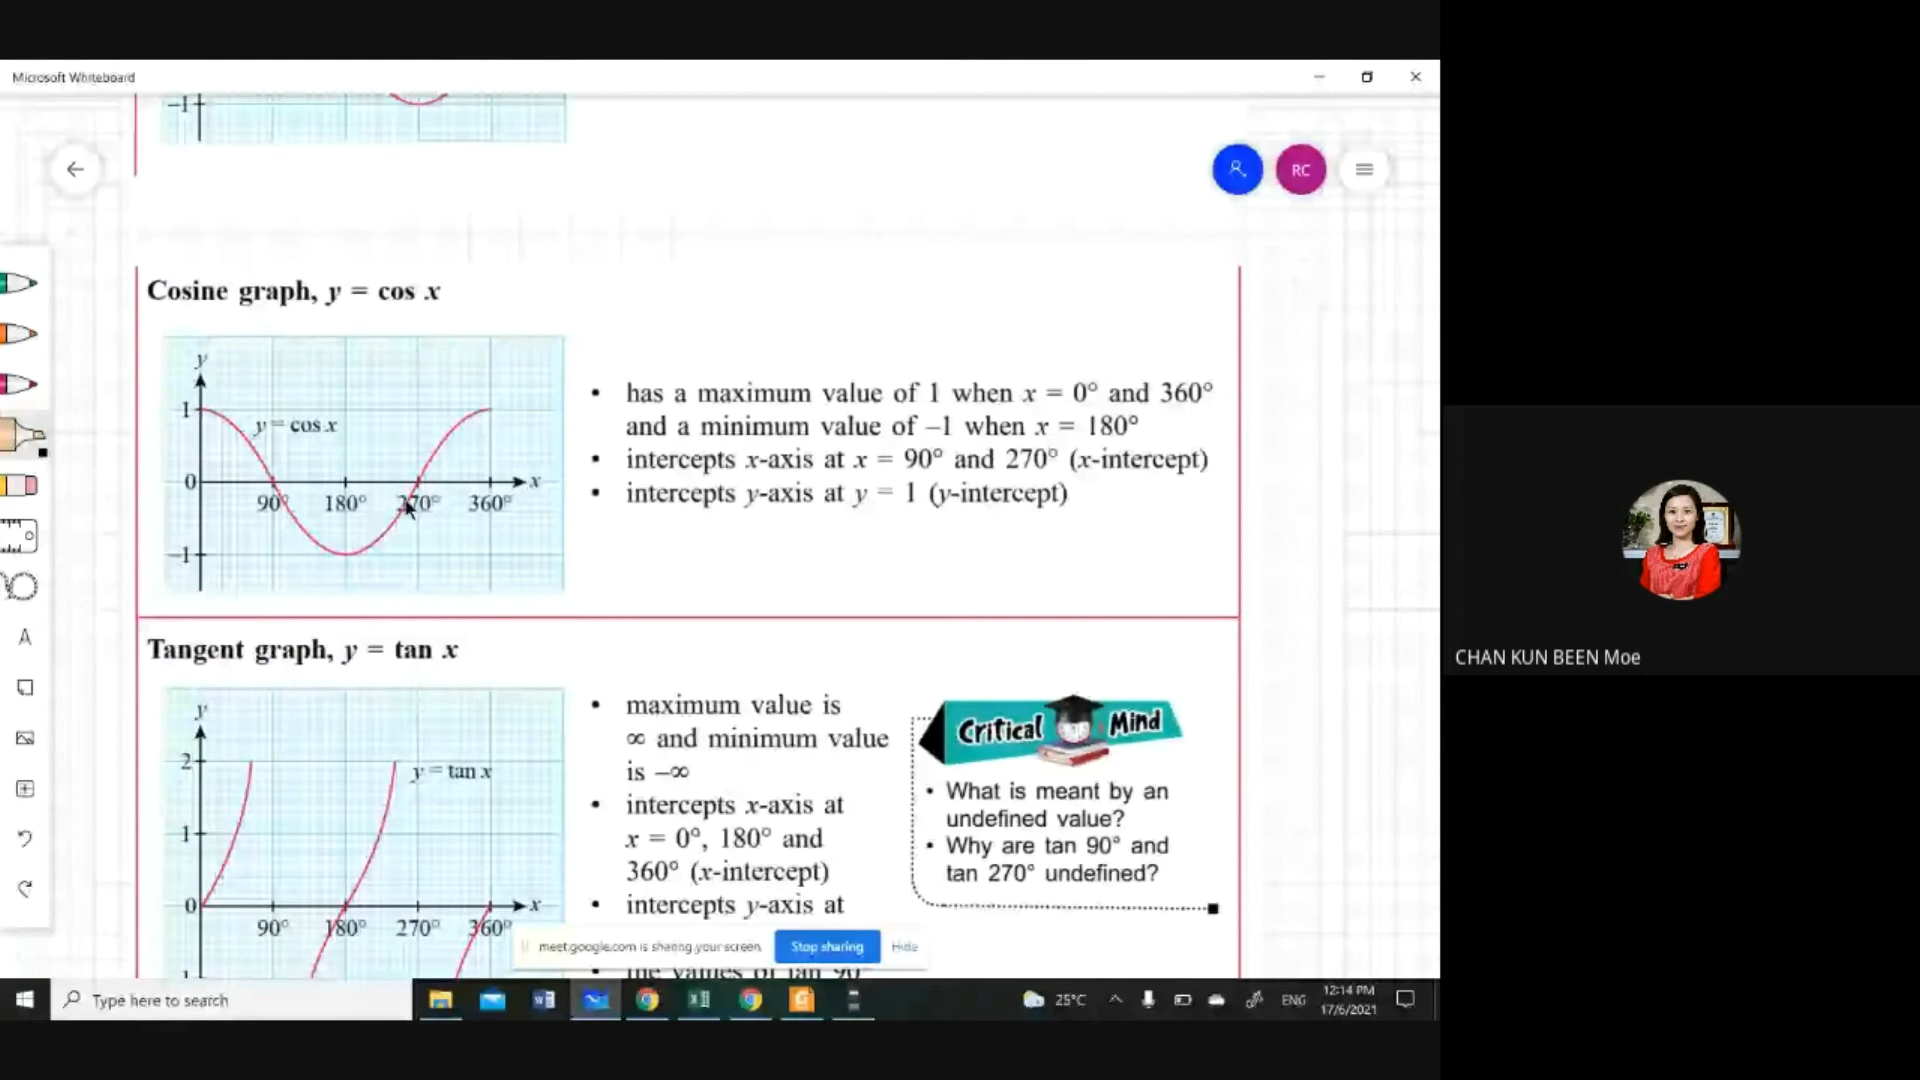 Microsoft Whiteboard
−1
RC
Cosine graph, y = cos x
y
1
y = cos x
0
x
90°
180°
270°
360°
−1
• has a maximum value of 1 when x = 0° and 360°
and a minimum value of −1 when x = 180°
• intercepts x-axis at x = 90° and 270° (x-intercept)
• intercepts y-axis at y = 1 (y-intercept)
CHAN KUN BEEN Moe
Tangent graph, y = tan x
y
2
y = tan x
1
0
x
90°
180°
270°
360°
1
• maximum value is
∞ and minimum value
is −∞
• intercepts x-axis at
x = 0°, 180° and
360° (x-intercept)
• intercepts y-axis at
• the values of tan 90°
Critical Mind
• What is meant by an
undefined value?
• Why are tan 90° and
tan 270° undefined?
meet.google.com is sharing your screen. Stop sharing Hide
Type here to search
25°C
ENG
12:14 PM
17/6/2021